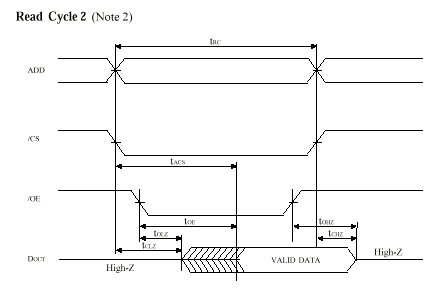 Read Cycle 2 (Note 2)
tRC
ADD
/CS
tACS
/OE
tOE
tOHZ
tOLZ
tCHZ
tCLZ
DOUT
High-Z
VALID DATA
High-Z